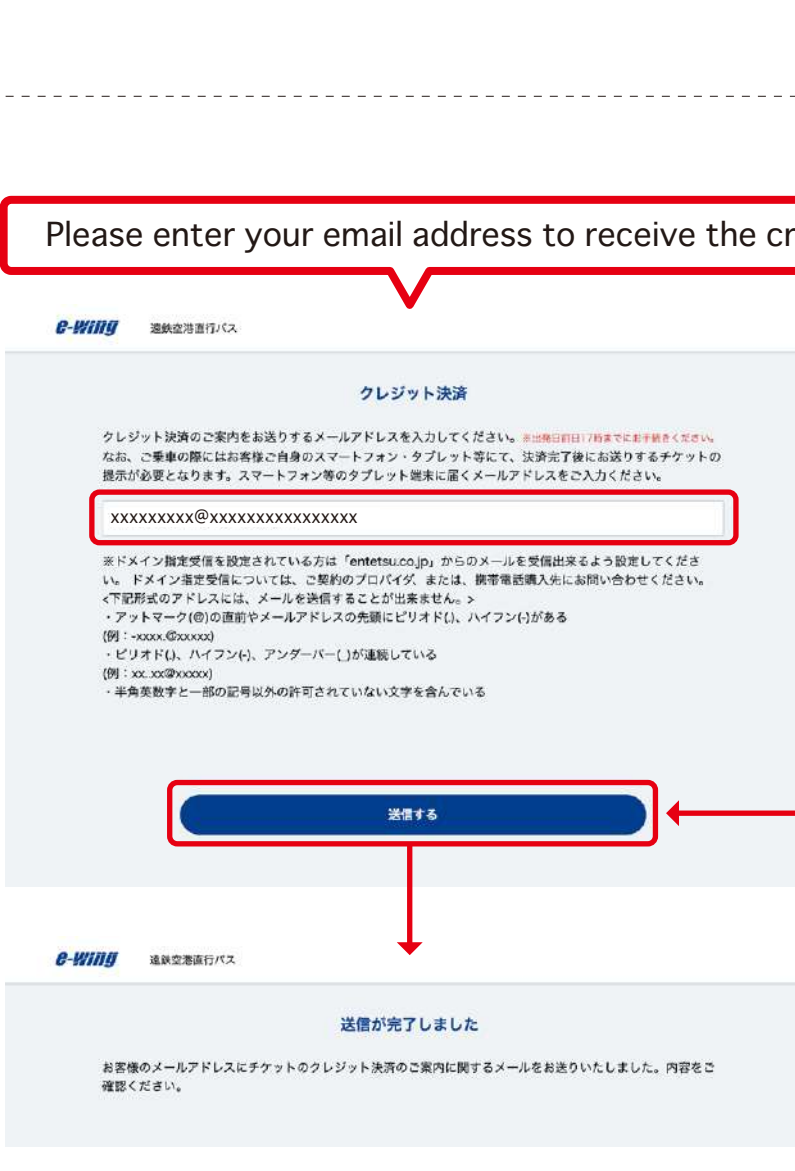 Please enter your email address to receive the cr
e-wing 遠鉄空港直行バス
クレジット決済
クレジット決済のご案内をお送りするメールアドレスを入力してください。※出発日前日17時までにお手続きください。
なお、ご乗車の際にはお客様ご自身のスマートフォン・タブレット等にて、決済完了後にお送りするチケットの
提示が必要となります。スマートフォン等のタブレット端末に届くメールアドレスをご入力ください。
xxxxxxxxx@xxxxxxxxxxxxxxxx
※ドメイン指定受信を設定されている方は「entetsu.co.jp」からのメールを受信出来るよう設定してくださ
い。 ドメイン指定受信については、ご契約のプロバイダ、または、携帯電話購入先にお問い合わせください。
<下記形式のアドレスには、メールを送信することが出来ません。>
・アットマーク(@)の直前やメールアドレスの先頭にピリオド(.)、ハイフン(-)がある
(例：-xxxx.@xxxxx)
・ピリオド(.)、ハイフン(-)、アンダーバー(_)が連続している
(例：xx..xx@xxxxx)
・半角英数字と一部の記号以外の許可されていない文字を含んでいる
送信する
e-wing 遠鉄空港直行バス
送信が完了しました
お客様のメールアドレスにチケットのクレジット決済のご案内に関するメールをお送りいたしました。内容をご
確認ください。